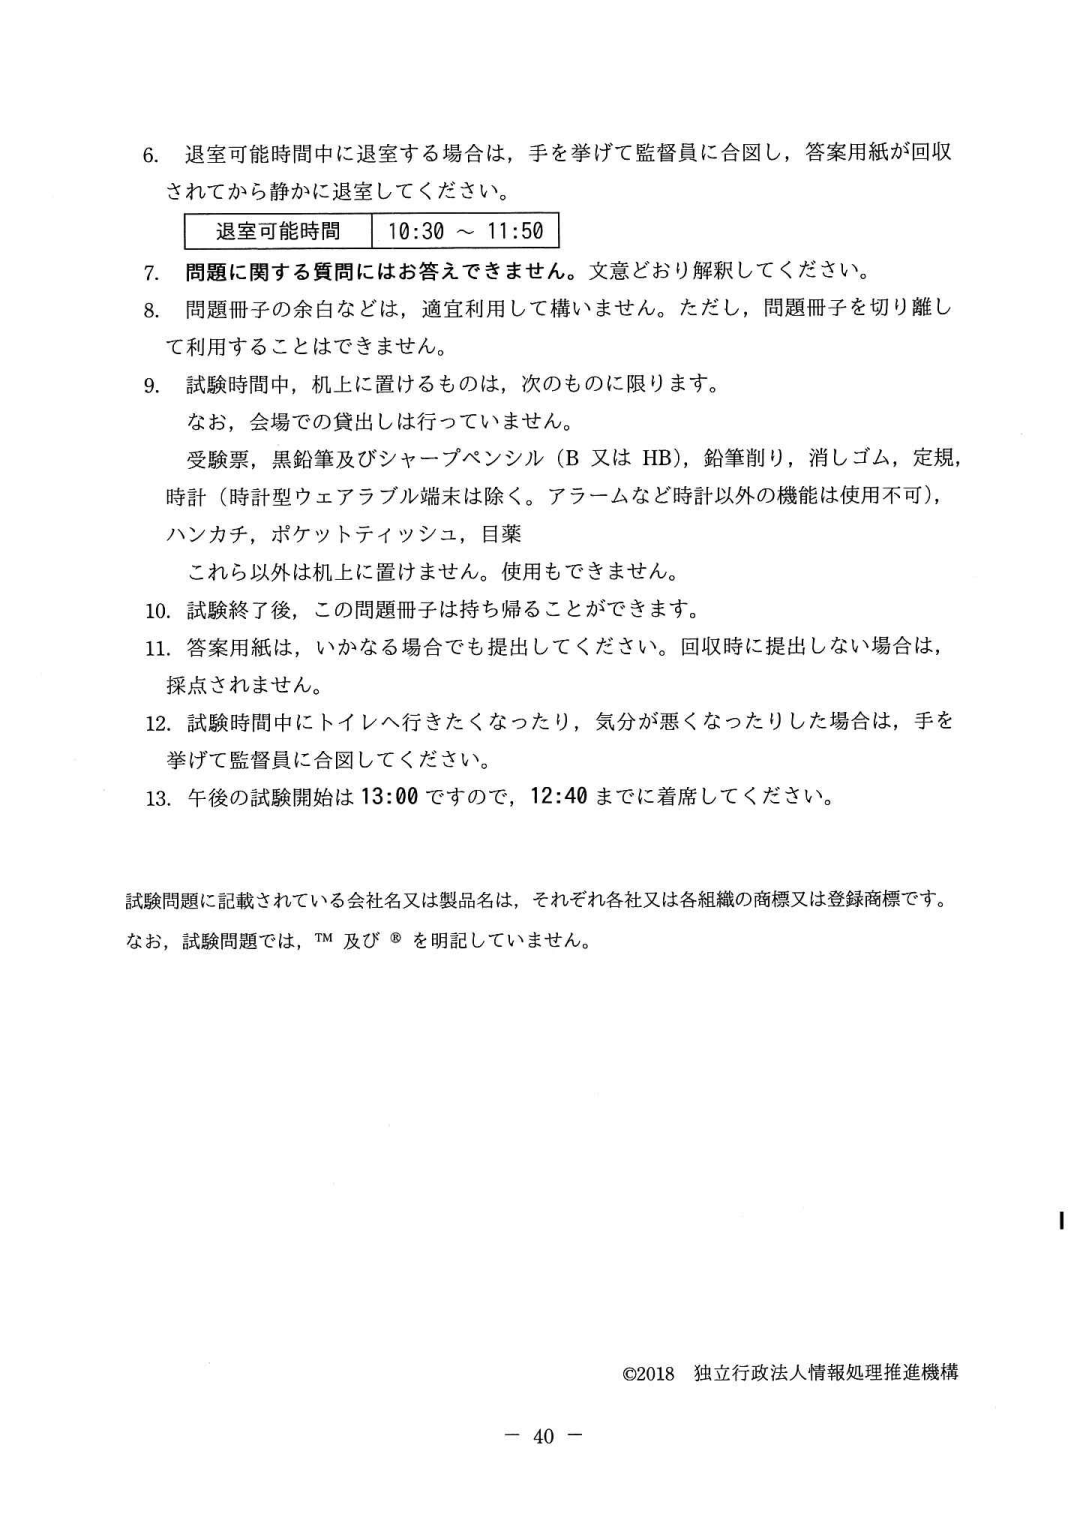 6. 退室可能時間中に退室する場合は，手を挙げて監督員に合図し，答案用紙が回収
されてから静かに退室してください。
退室可能時間 10:30 ～ 11:50
7. 問題に関する質問にはお答えできません。文意どおり解釈してください。
8. 問題冊子の余白などは，適宜利用して構いません。ただし，問題冊子を切り離し
て利用することはできません。
9. 試験時間中，机上に置けるものは，次のものに限ります。
なお，会場での貸出しは行っていません。
受験票，黒鉛筆及びシャープペンシル（B 又は HB），鉛筆削り，消しゴム，定規，
時計（時計型ウェアラブル端末は除く。アラームなど時計以外の機能は使用不可），
ハンカチ，ポケットティッシュ，目薬
これら以外は机上に置けません。使用もできません。
10. 試験終了後，この問題冊子は持ち帰ることができます。
11. 答案用紙は，いかなる場合でも提出してください。回収時に提出しない場合は，
採点されません。
12. 試験時間中にトイレへ行きたくなったり，気分が悪くなったりした場合は，手を
挙げて監督員に合図してください。
13. 午後の試験開始は 13:00 ですので，12:40 までに着席してください。
試験問題に記載されている会社名又は製品名は，それぞれ各社又は各組織の商標又は登録商標です。
なお，試験問題では，™ 及び ® を明記していません。
©2018 独立行政法人情報処理推進機構
－ 40 －